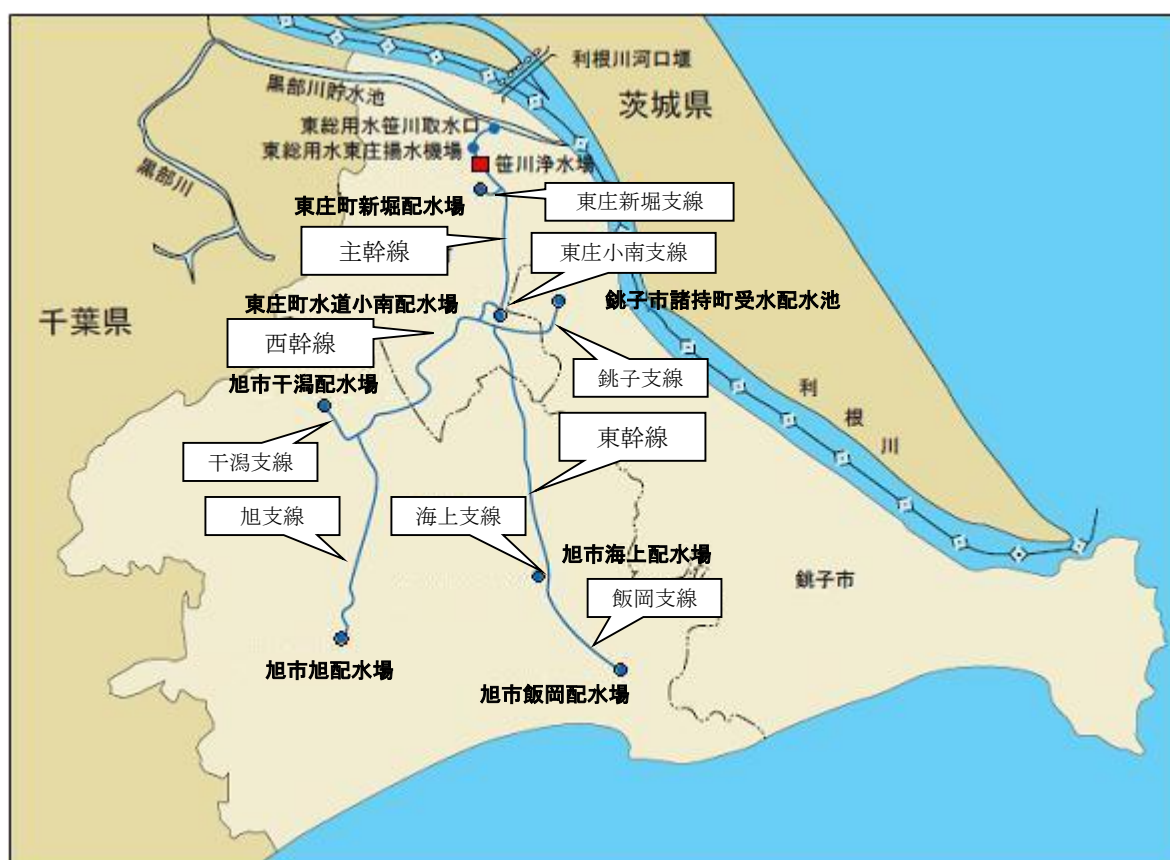 利根川河口堰
黒部川貯水池
茨城県
東総用水笹川取水口
東総用水東庄揚水機場
笹川浄水場
黒部川
東庄新堀支線
東庄町新堀配水場
主幹線
東庄小南支線
東庄町水道小南配水場
銚子市諸持町受水配水池
千葉県
西幹線
銚子支線
旭市干潟配水場
利根川
東幹線
干潟支線
旭支線
海上支線
旭市海上配水場
銚子市
飯岡支線
旭市旭配水場
旭市飯岡配水場